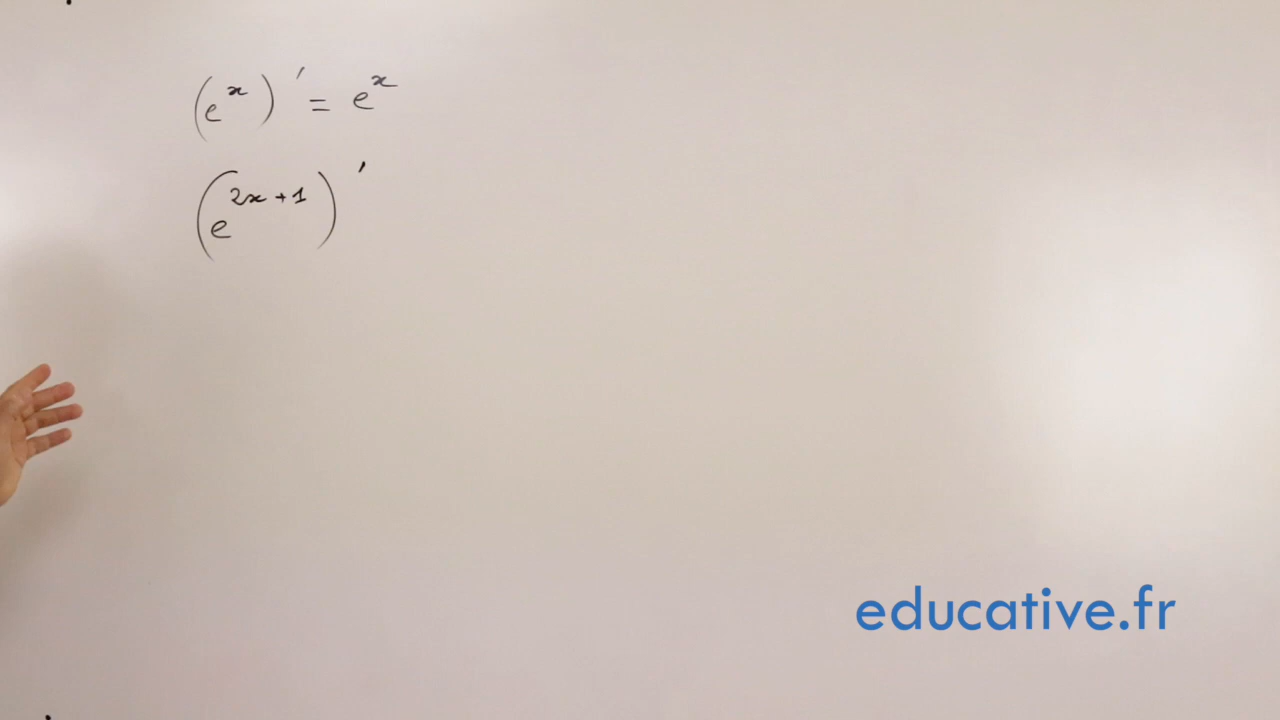 (e^x)' = e^x
(e^{2x+1})'
educative.fr